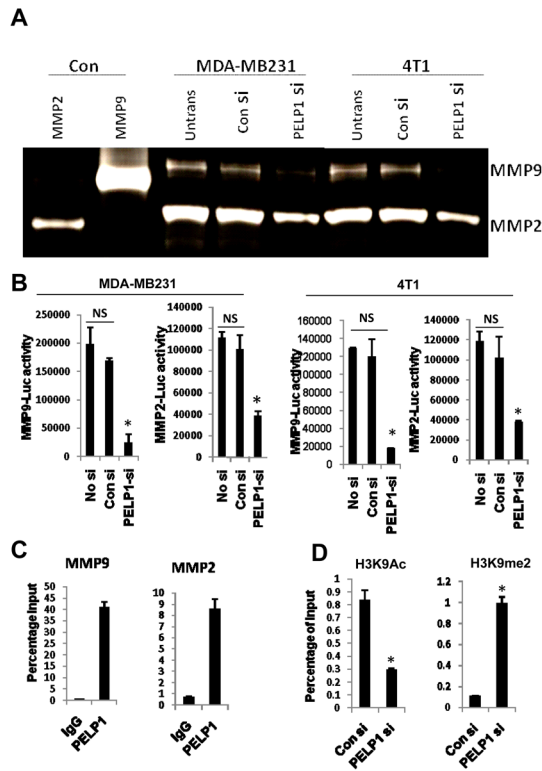 A
Con
MDA-MB231
4T1
MMP2
MMP9
Untrans
Con si
PELP1 si
Untrans
Con si
PELP1 si
MMP9
MMP2
B
MDA-MB231
4T1
MMP9-Luc activity
250000
200000
150000
100000
50000
0
NS
*
No si
Con si
PELP1-si
MMP2-Luc activity
140000
120000
100000
80000
60000
40000
20000
0
NS
*
No si
Con si
PELP1-si
MMP9-Luc activity
160000
140000
120000
100000
80000
60000
40000
20000
0
NS
*
No si
Con si
PELP1-si
MMP2-Luc activity
140000
120000
100000
80000
60000
40000
20000
0
NS
*
No si
Con si
PELP1-si
C
MMP9
Percentage Input
50
45
40
35
30
25
20
15
10
5
0
IgG
PELP1
MMP2
10
9
8
7
6
5
4
3
2
1
0
IgG
PELP1
D
H3K9Ac
Percentage of Input
1
0.9
0.8
0.7
0.6
0.5
0.4
0.3
0.2
0.1
0
*
Con si
PELP1 si
H3K9me2
1.2
1
0.8
0.6
0.4
0.2
0
*
Con si
PELP1 si